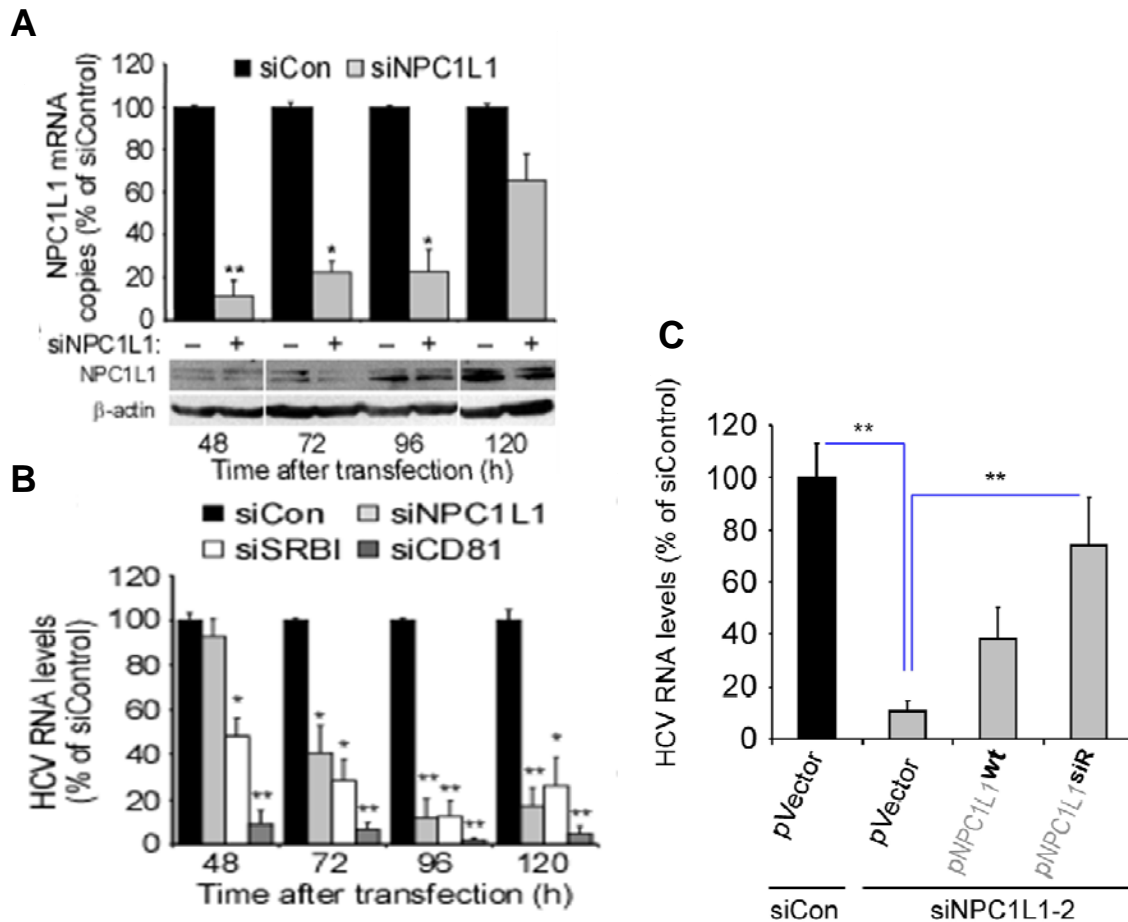 A
NPC1L1 mRNA
copies (% of siControl)
120
100
80
60
40
20
0
siCon siNPC1L1
** * *
siNPC1L1: – + – + – + – +
NPC1L1
β-actin
48 72 96 120
Time after transfection (h)
B
siCon siNPC1L1
siSRBI siCD81
HCV RNA levels
(% of siControl)
120
100
80
60
40
20
0
* ** * * ** ** ** ** ** * **
48 72 96 120
Time after transfection (h)
C
HCV RNA levels (% of siControl)
120
100
80
60
40
20
0
** **
pVector pVector pNPC1L1wt pNPC1L1siR
siCon siNPC1L1-2